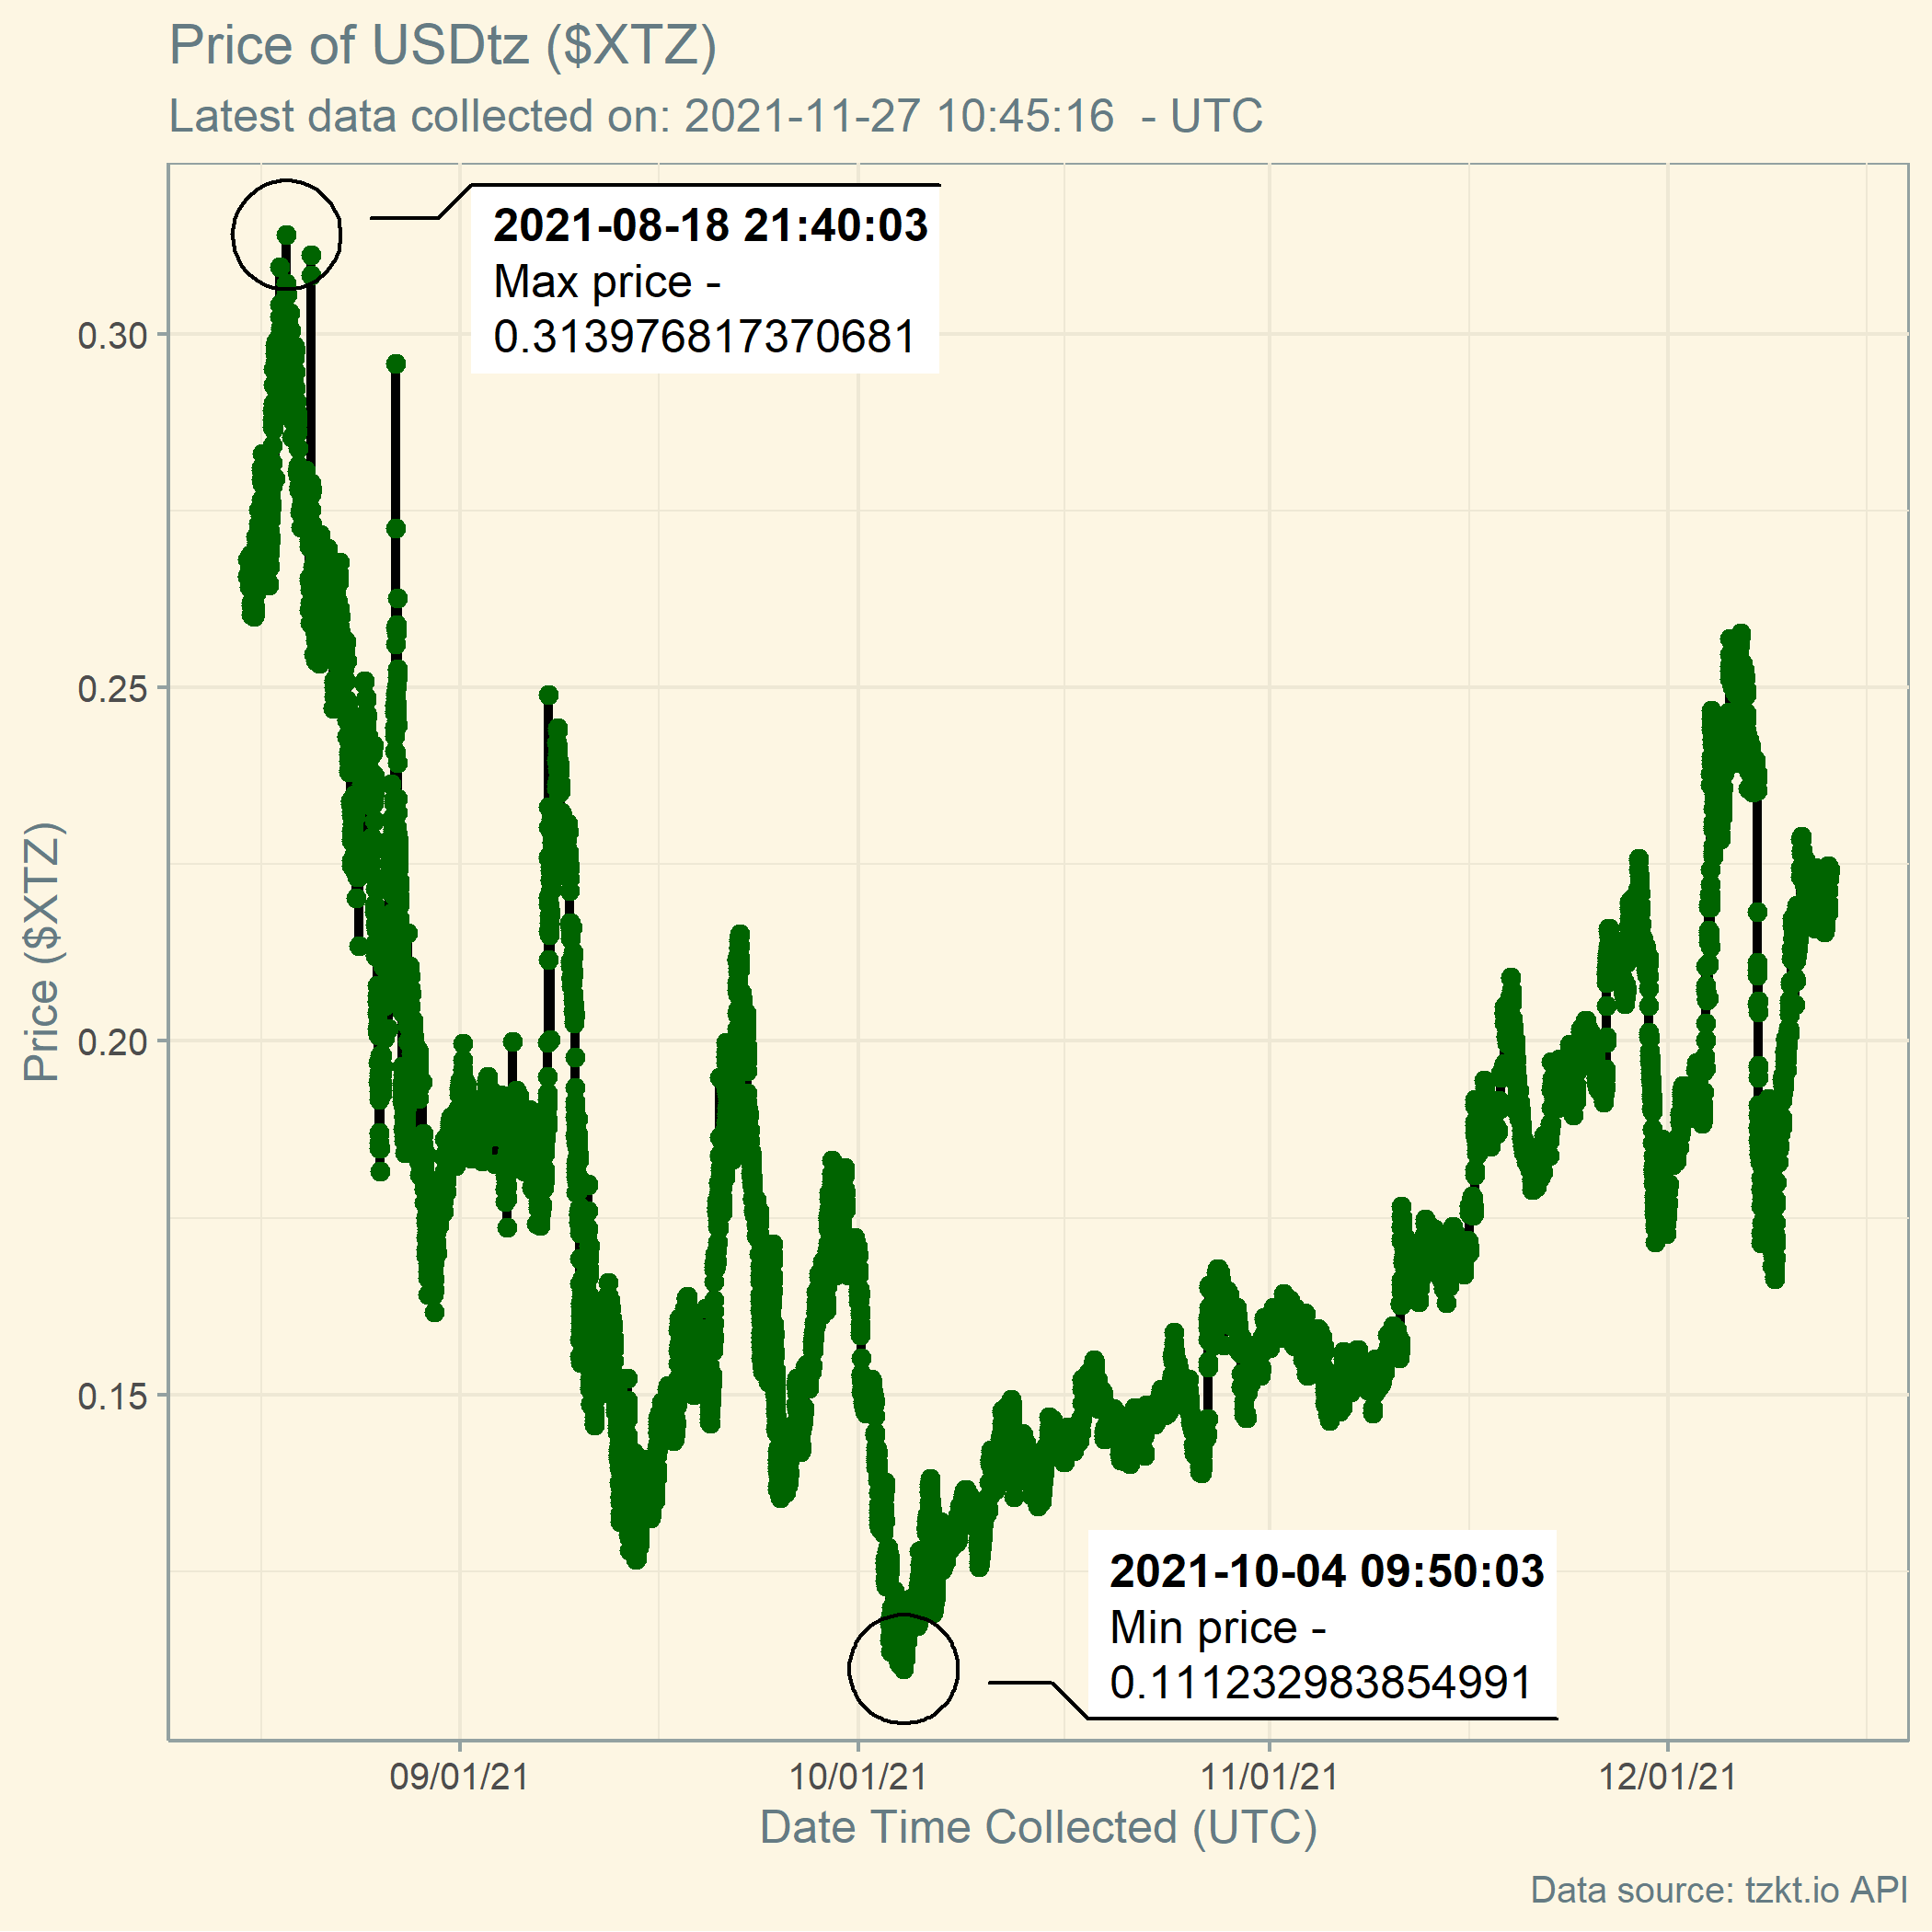 Price of USDtz ($XTZ)
Latest data collected on: 2021-11-27 10:45:16 - UTC
2021-08-18 21:40:03
Max price -
0.313976817370681
0.30
0.25
0.20
0.15
Price ($XTZ)
2021-10-04 09:50:03
Min price -
0.111232983854991
09/01/21
10/01/21
11/01/21
12/01/21
Date Time Collected (UTC)
Data source: tzkt.io API